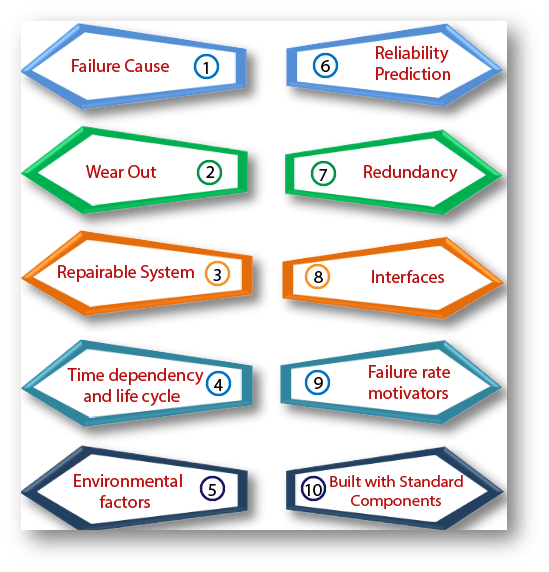 Failure Cause 1
Wear Out 2
Repairable System 3
Time dependency
and life cycle 4
Environmental
factors 5
6 Reliability
Prediction
7 Redundancy
8 Interfaces
9 Failure rate
motivators
10 Built with Standard
Components